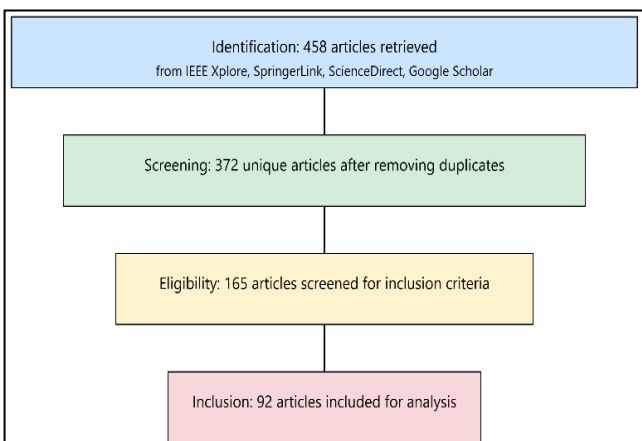 Identification: 458 articles retrieved
from IEEE Xplore, SpringerLink, ScienceDirect, Google Scholar
Screening: 372 unique articles after removing duplicates
Eligibility: 165 articles screened for inclusion criteria
Inclusion: 92 articles included for analysis